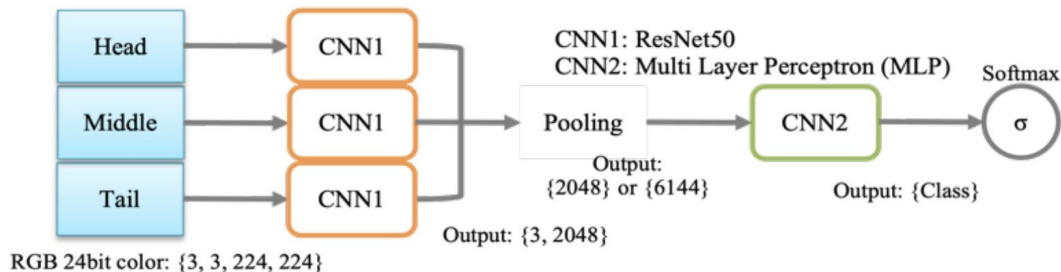 Head
CNN1
CNN1: ResNet50
CNN2: Multi Layer Perceptron (MLP)
Softmax
Middle
CNN1
Pooling
CNN2
σ
Output:
{2048} or {6144}
Output: {Class}
Tail
CNN1
Output: {3, 2048}
RGB 24bit color: {3, 3, 224, 224}